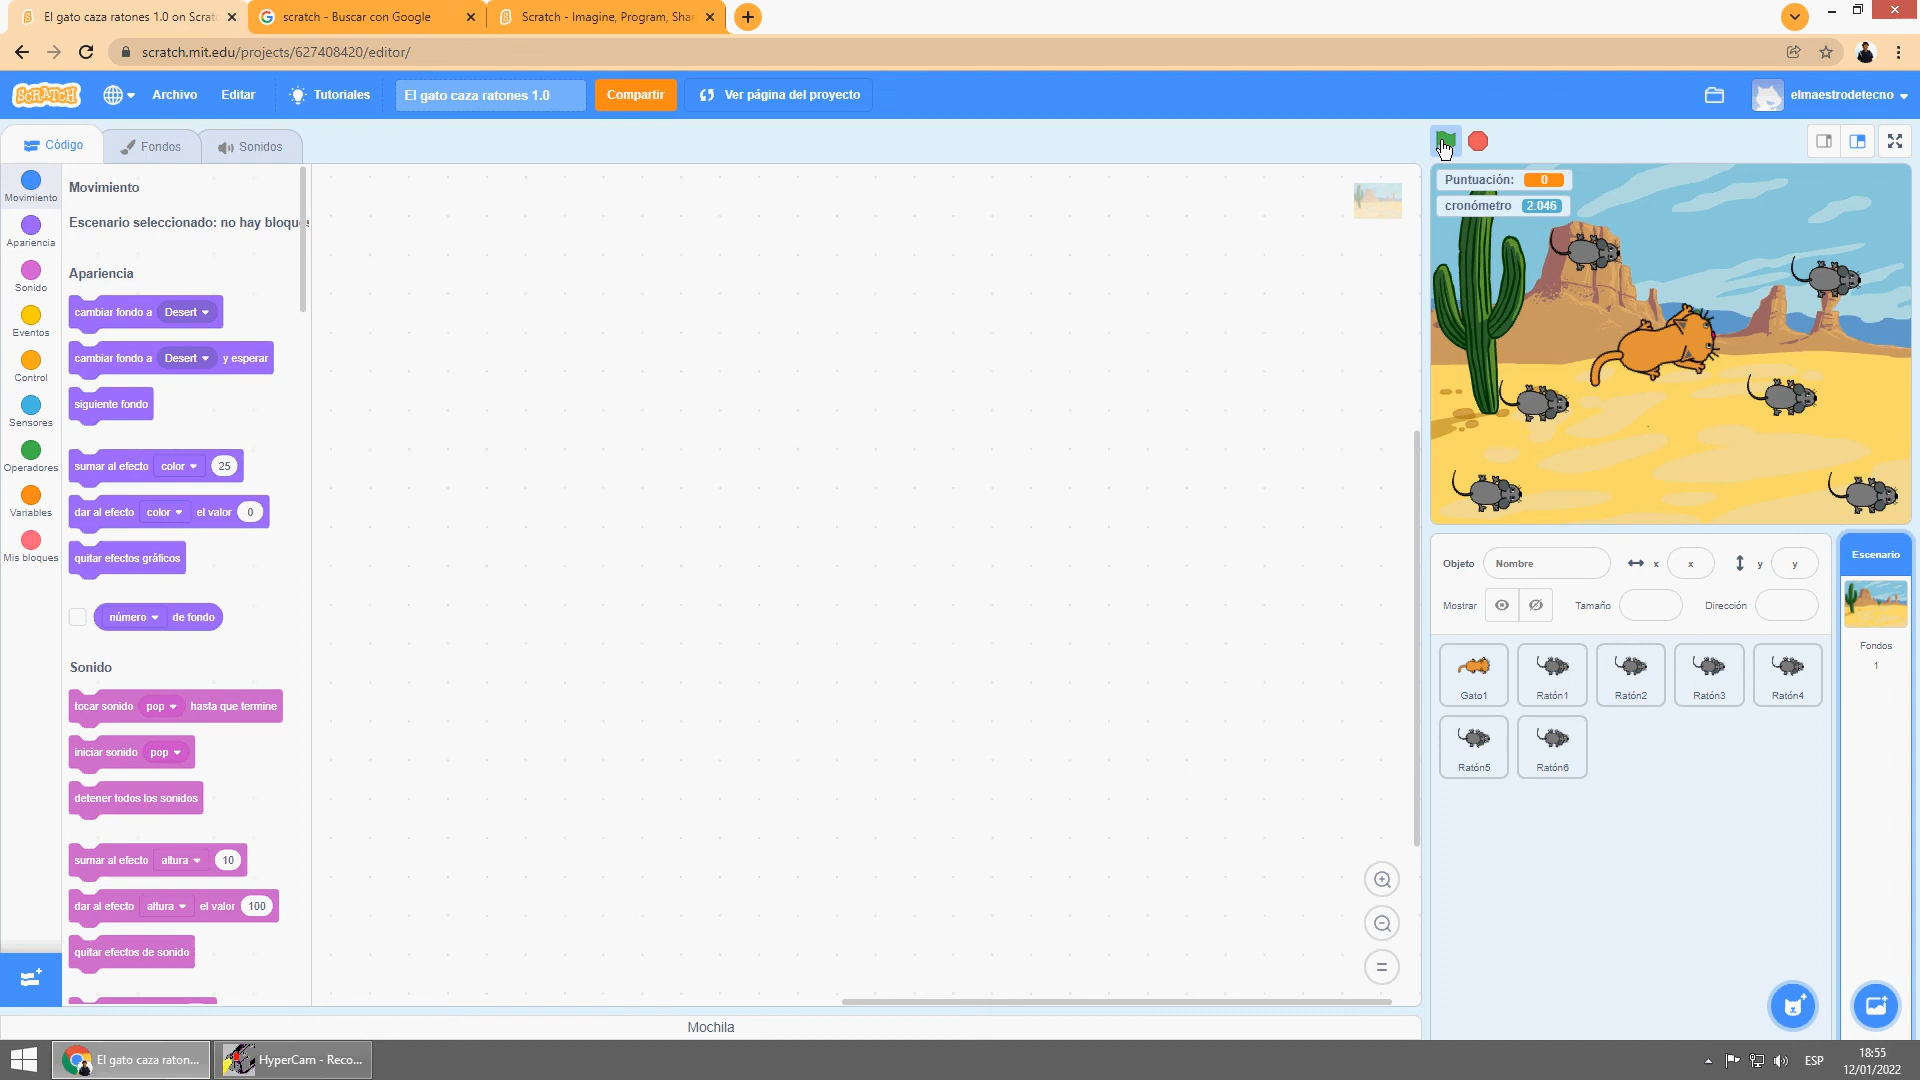 El gato caza ratones 1.0 on Scrat
scratch - Buscar con Google
Scratch - Imagine, Program, Shar
scratch.mit.edu/projects/627408420/editor/
SCRATCH
Archivo
Editar
Tutoriales
El gato caza ratones 1.0
Compartir
Ver página del proyecto
elmaestrodetecno
Código
Fondos
Sonidos
Movimiento
Apariencia
Sonido
Eventos
Control
Sensores
Operadores
Variables
Mis bloques
Movimiento
Escenario seleccionado: no hay bloque
Apariencia
cambiar fondo a Desert
cambiar fondo a Desert y esperar
siguiente fondo
sumar al efecto color 25
dar al efecto color el valor 0
quitar efectos gráficos
número de fondo
Sonido
tocar sonido pop hasta que termine
iniciar sonido pop
detener todos los sonidos
sumar al efecto altura 10
dar al efecto altura el valor 100
quitar efectos de sonido
Mochila
Puntuación: 0
cronómetro 2.046
Objeto Nombre x x y y
Mostrar Tamaño Dirección
Gato1
Ratón1
Ratón2
Ratón3
Ratón4
Ratón5
Ratón6
Escenario
Fondos
1
El gato caza raton...
HyperCam - Reco...
ESP
18:55
12/01/2022